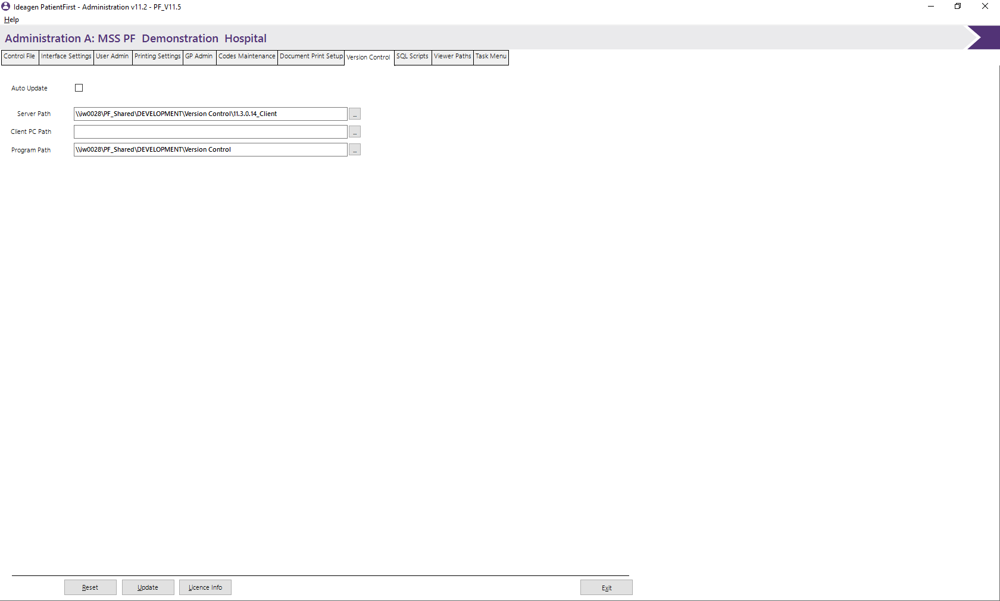 Ideagen PatientFirst - Administration v11.2 - PF_V11.5
Help
Administration A: MSS PF  Demonstration  Hospital
Control File Interface Settings User Admin Printing Settings GP Admin Codes Maintenance Document Print Setup Version Control SQL Scripts Viewer Paths Task Menu
Auto Update
Server Path \\iw0028\PF_Shared\DEVELOPMENT\Version Control\11.3.0.14_Client ...
Client PC Path ...
Program Path \\iw0028\PF_Shared\DEVELOPMENT\Version Control ...
Reset Update Licence Info Exit